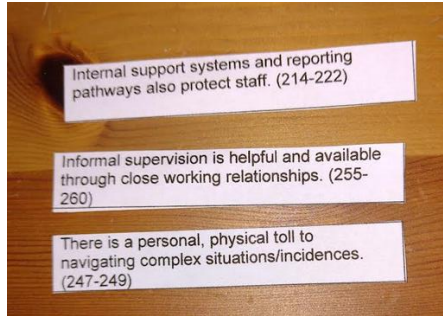 Internal support systems and reporting
pathways also protect staff. (214-222)
Informal supervision is helpful and available
through close working relationships. (255-
260)
There is a personal, physical toll to
navigating complex situations/incidences.
(247-249)